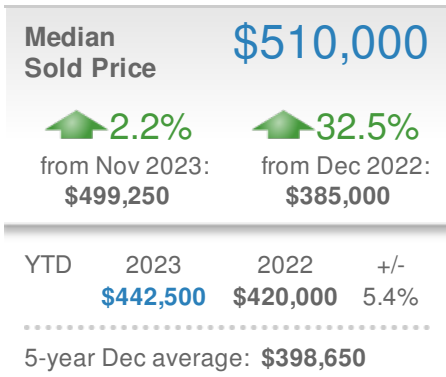 Median
Sold Price
$510,000
2.2%
from Nov 2023:
$499,250
32.5%
from Dec 2022:
$385,000
YTD 2023 2022 +/-
$442,500 $420,000 5.4%
5-year Dec average: $398,650